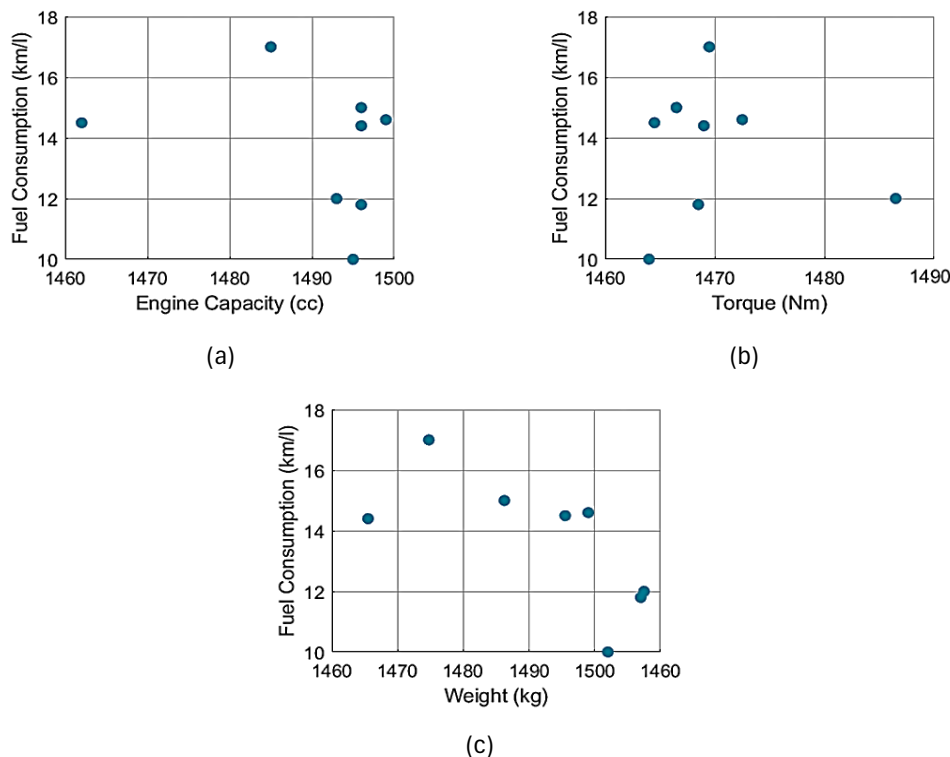 18
16
14
12
10
Fuel Consumption (km/l)
1460 1470 1480 1490 1500
Engine Capacity (cc)
(a)
18
16
14
12
10
Fuel Consumption (km/l)
1460 1470 1480 1490
Torque (Nm)
(b)
18
16
14
12
10
Fuel Consumption (km/l)
1460 1470 1480 1490 1500 1460
Weight (kg)
(c)